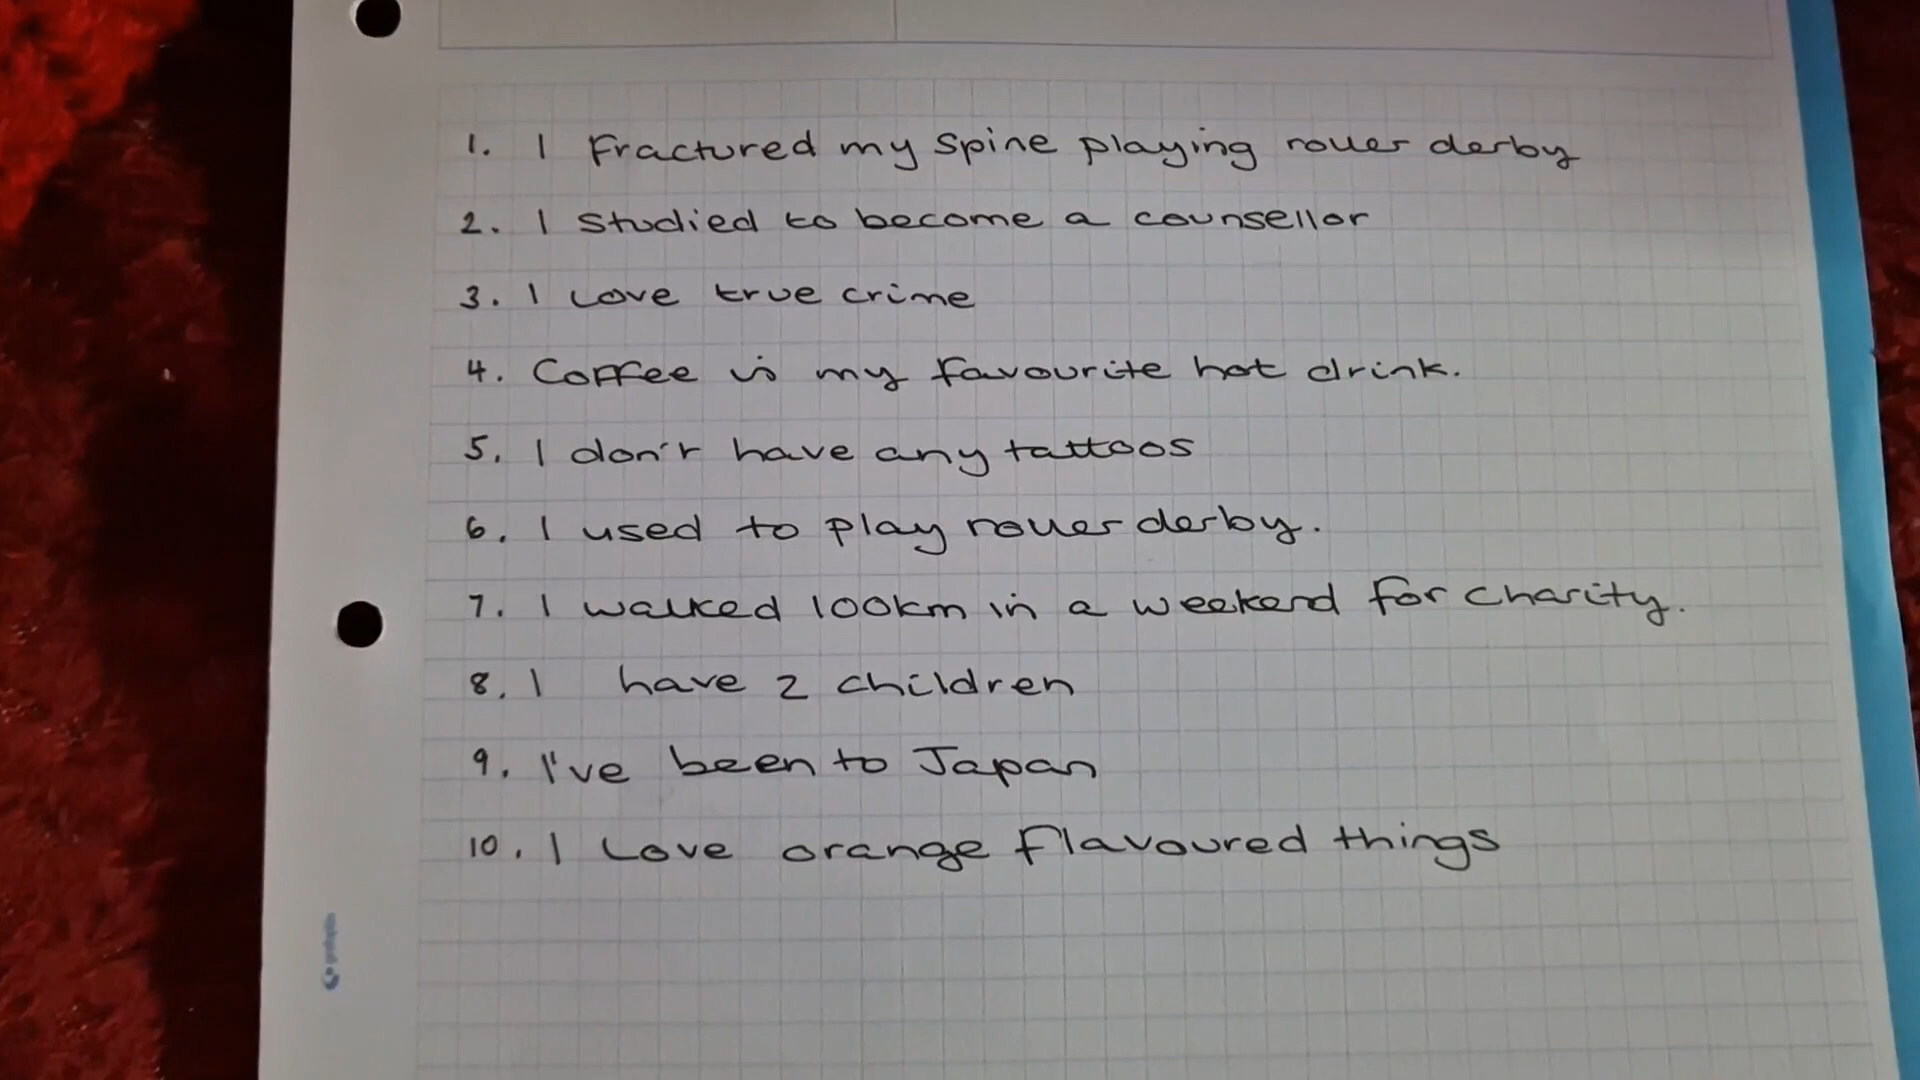 1. I Fractured my spine playing roller derby
2. I studied to become a counsellor
3. I love true crime
4. Coffee is my favourite hot drink.
5. I don't have any tattoos
6. I used to play roller derby.
7. I walked 100km in a weekend for charity.
8. I have 2 children
9. I've been to Japan
10. I love orange flavoured things